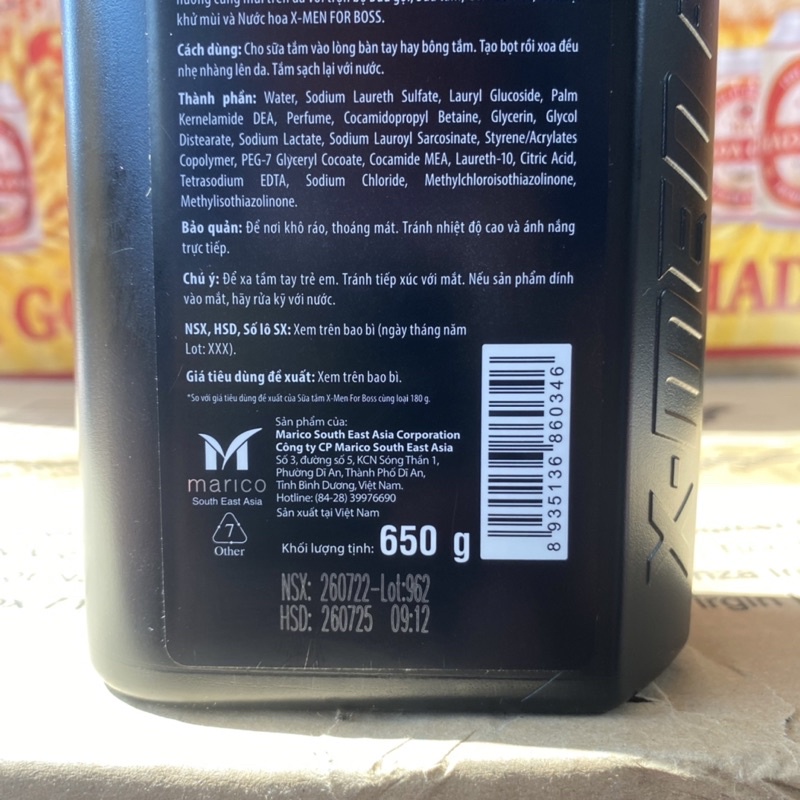 khử mùi và Nước hoa X-MEN FOR BOSS.
Cách dùng: Cho sữa tắm vào lòng bàn tay hay bông tắm. Tạo bọt rồi xoa đều
nhẹ nhàng lên da. Tắm sạch lại với nước.
Thành phần: Water, Sodium Laureth Sulfate, Lauryl Glucoside, Palm
Kernelamide DEA, Perfume, Cocamidopropyl Betaine, Glycerin, Glycol
Distearate, Sodium Lactate, Sodium Lauroyl Sarcosinate, Styrene/Acrylates
Copolymer, PEG-7 Glyceryl Cocoate, Cocamide MEA, Laureth-10, Citric Acid,
Tetrasodium EDTA, Sodium Chloride, Methylchloroisothiazolinone,
Methylisothiazolinone.
Bảo quản: Để nơi khô ráo, thoáng mát. Tránh nhiệt độ cao và ánh nắng
trực tiếp.
Chú ý: Để xa tầm tay trẻ em. Tránh tiếp xúc với mắt. Nếu sản phẩm dính
vào mắt, hãy rửa kỹ với nước.
NSX, HSD, Số lô SX: Xem trên bao bì (ngày tháng năm
Lot: XXX).
Giá tiêu dùng đề xuất: Xem trên bao bì.
*So với giá tiêu dùng đề xuất của Sữa tắm X-Men For Boss cùng loại 180 g.
marico
South East Asia
7
Other
Sản phẩm của:
Marico South East Asia Corporation
Công ty CP Marico South East Asia
Số 3, đường số 5, KCN Sóng Thần 1,
Phường Dĩ An, Thành Phố Dĩ An,
Tỉnh Bình Dương, Việt Nam.
Hotline: (84-28) 39976690
Sản xuất tại Việt Nam
Khối lượng tịnh: 650 g
8 935136 860346
NSX: 260722-Lot:962
HSD: 260725 09:12
X-MEN